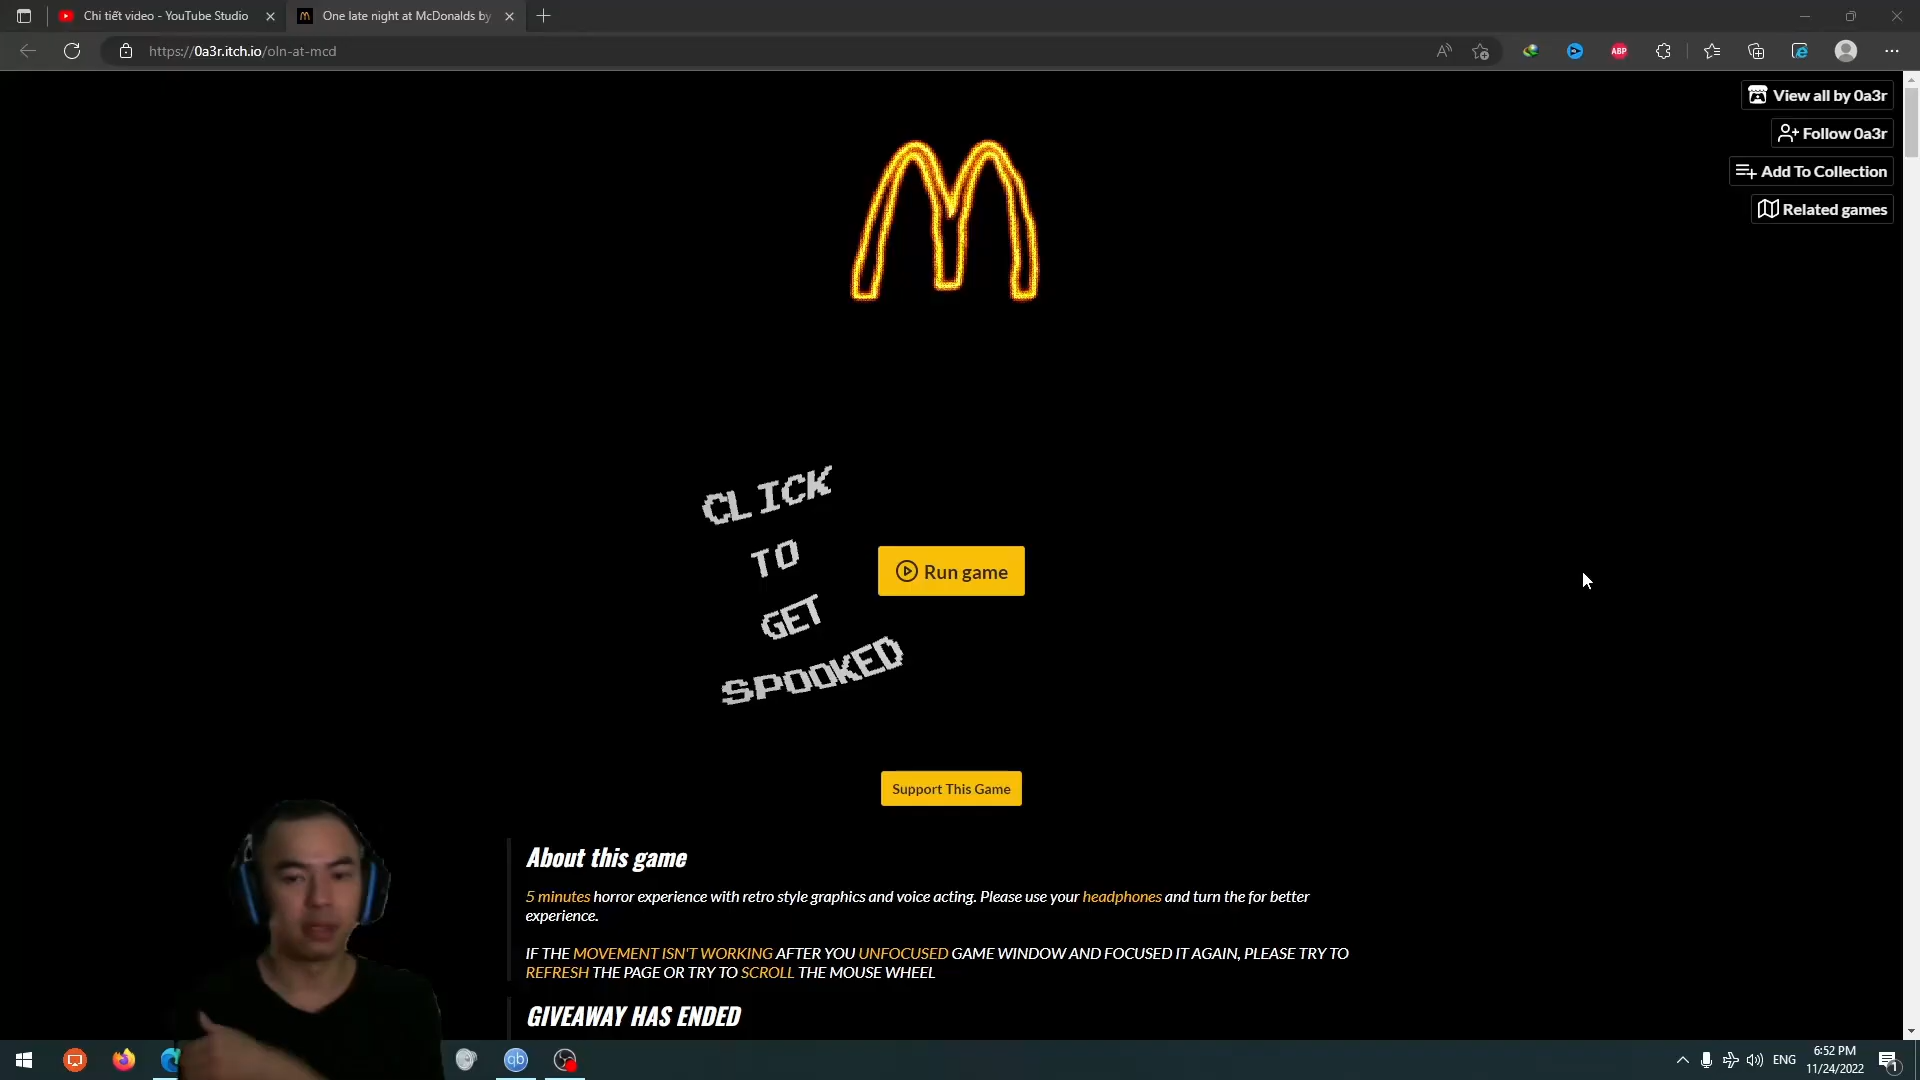 Chi tiết video - YouTube Studio
One late night at McDonalds by
https://0a3r.itch.io/oln-at-mcd
ABP
View all by 0a3r
Follow 0a3r
Add To Collection
Related games
CLICK
TO
GET
SPOOKED
Run game
Support This Game
About this game
5 minutes horror experience with retro style graphics and voice acting. Please use your headphones and turn the for better
experience.
IF THE MOVEMENT ISN'T WORKING AFTER YOU UNFOCUSED GAME WINDOW AND FOCUSED IT AGAIN, PLEASE TRY TO
REFRESH THE PAGE OR TRY TO SCROLL THE MOUSE WHEEL
GIVEAWAY HAS ENDED
qb
ENG
6:52 PM
11/24/2022
1